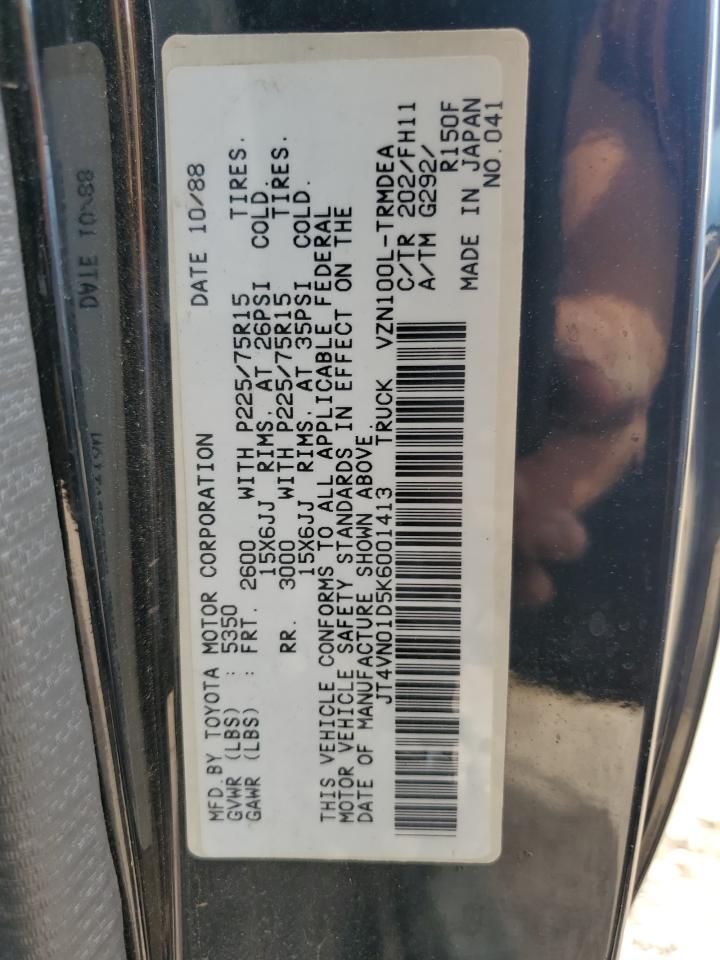 MFD.BY TOYOTA MOTOR CORPORATION DATE 10/88
GVWR (LBS) : 5350
GAWR (LBS) : FRT. 2600 WITH P225/75R15 TIRES.
15X6JJ RIMS. AT 26PSI COLD.
RR. 3000 WITH P225/75R15 TIRES.
15X6JJ RIMS. AT 35PSI COLD.
THIS VEHICLE CONFORMS TO ALL APPLICABLE FEDERAL
MOTOR VEHICLE SAFETY STANDARDS IN EFFECT ON THE
DATE OF MANUFACTURE SHOWN ABOVE.
JT4VN01D5K6001413 TRUCK VZN100L-TRMDEA
C/TR 202/FH11
A/TM G292/
R150F
MADE IN JAPAN
NO.041